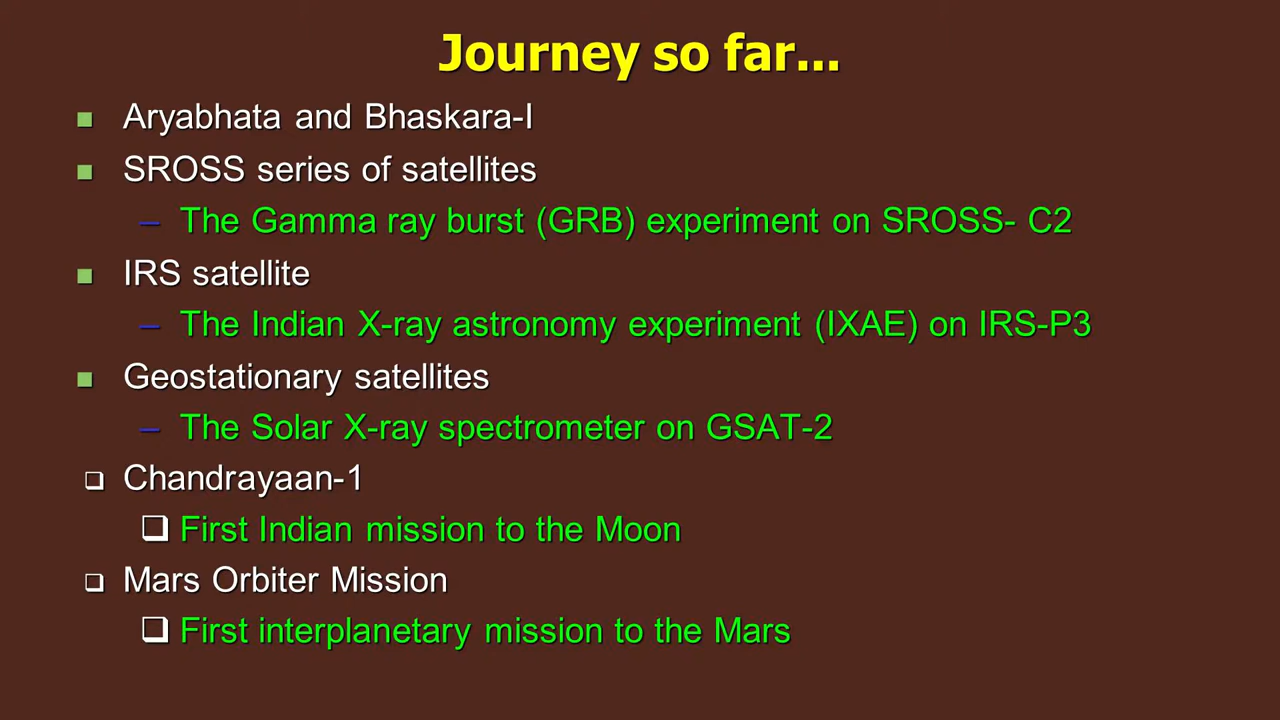 Journey so far...
Aryabhata and Bhaskara-I
SROSS series of satellites
– The Gamma ray burst (GRB) experiment on SROSS- C2
IRS satellite
– The Indian X-ray astronomy experiment (IXAE) on IRS-P3
Geostationary satellites
– The Solar X-ray spectrometer on GSAT-2
Chandrayaan-1
First Indian mission to the Moon
Mars Orbiter Mission
First interplanetary mission to the Mars